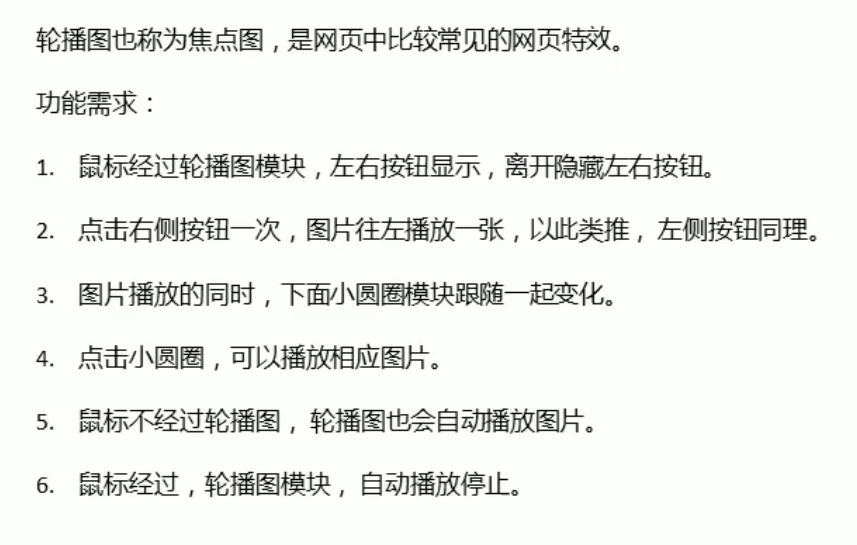 轮播图也称为焦点图，是网页中比较常见的网页特效。
功能需求：
1. 鼠标经过轮播图模块，左右按钮显示，离开隐藏左右按钮。
2. 点击右侧按钮一次，图片往左播放一张，以此类推， 左侧按钮同理。
3. 图片播放的同时，下面小圆圈模块跟随一起变化。
4. 点击小圆圈，可以播放相应图片。
5. 鼠标不经过轮播图， 轮播图也会自动播放图片。
6. 鼠标经过，轮播图模块， 自动播放停止。